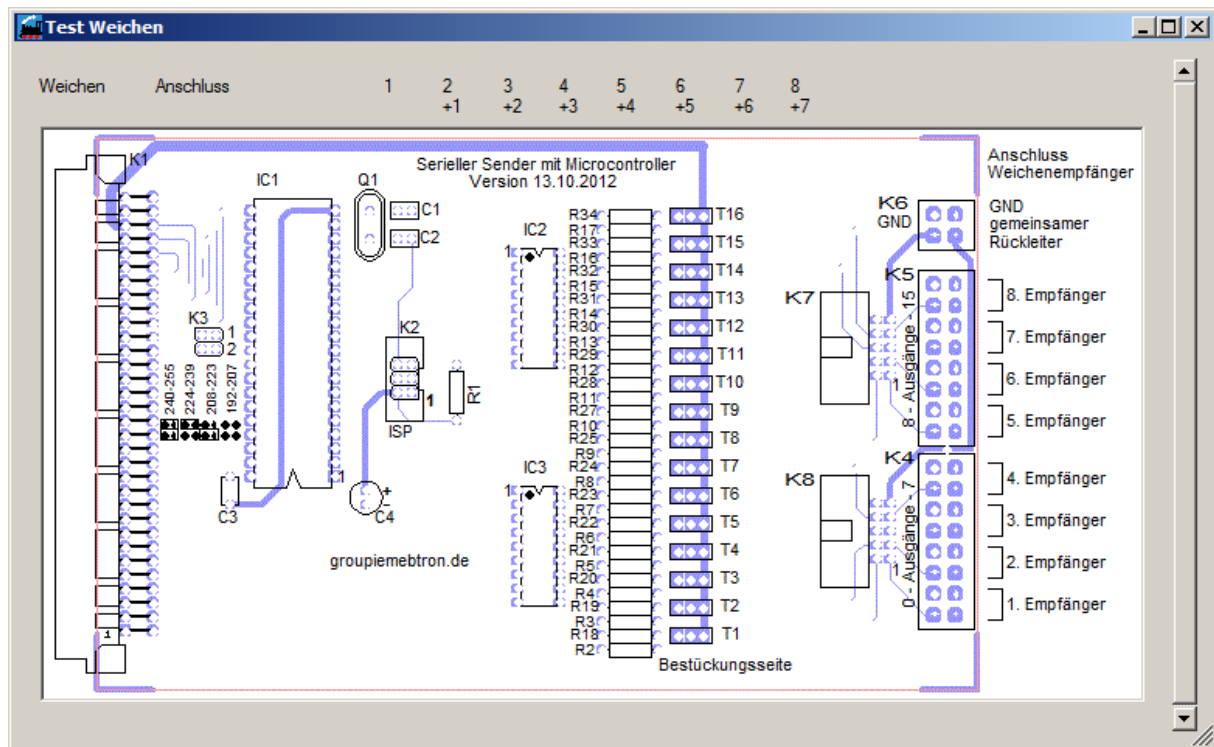 Test Weichen
Weichen Anschluss 1 2 3 4 5 6 7 8
+1 +2 +3 +4 +5 +6 +7
Serieller Sender mit Microcontroller
Version 13.10.2012
Anschluss
Weichenempfänger
K1
IC1
Q1
C1
C2
K3
1
2
240-255
224-239
208-223
192-207
1
C3
K2
1
ISP
R1
+
-
C4
groupiemebtron.de
IC2
1
IC3
1
R34
R17
R33
R16
R32
R15
R31
R14
R30
R13
R29
R12
R28
R11
R27
R10
R25
R9
R24
R8
R23
R7
R22
R6
R21
R5
R20
R4
R19
R3
R18
R2
T16
T15
T14
T13
T12
T11
T10
T9
T8
T7
T6
T5
T4
T3
T2
T1
Bestückungsseite
K6
GND
GND
gemeinsamer
Rückleiter
K5
K7
1
8 - Ausgänge - 15
8. Empfänger
7. Empfänger
6. Empfänger
5. Empfänger
K4
K8
1
0 - Ausgänge - 7
4. Empfänger
3. Empfänger
2. Empfänger
1. Empfänger
1